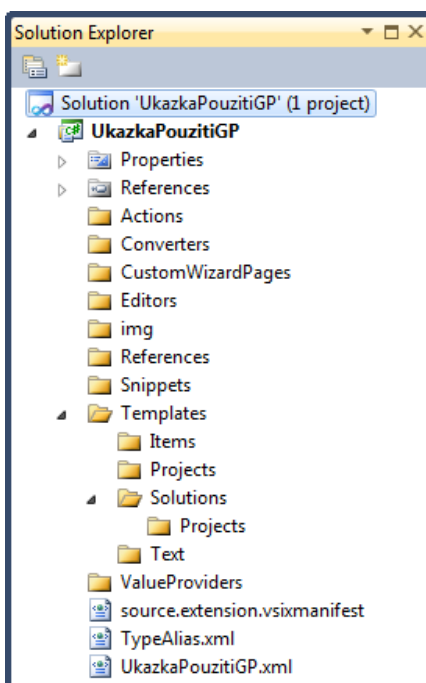 Solution Explorer
Solution 'UkazkaPouzitiGP' (1 project)
UkazkaPouzitiGP
Properties
References
Actions
Converters
CustomWizardPages
Editors
img
References
Snippets
Templates
Items
Projects
Solutions
Projects
Text
ValueProviders
source.extension.vsixmanifest
TypeAlias.xml
UkazkaPouzitiGP.xml